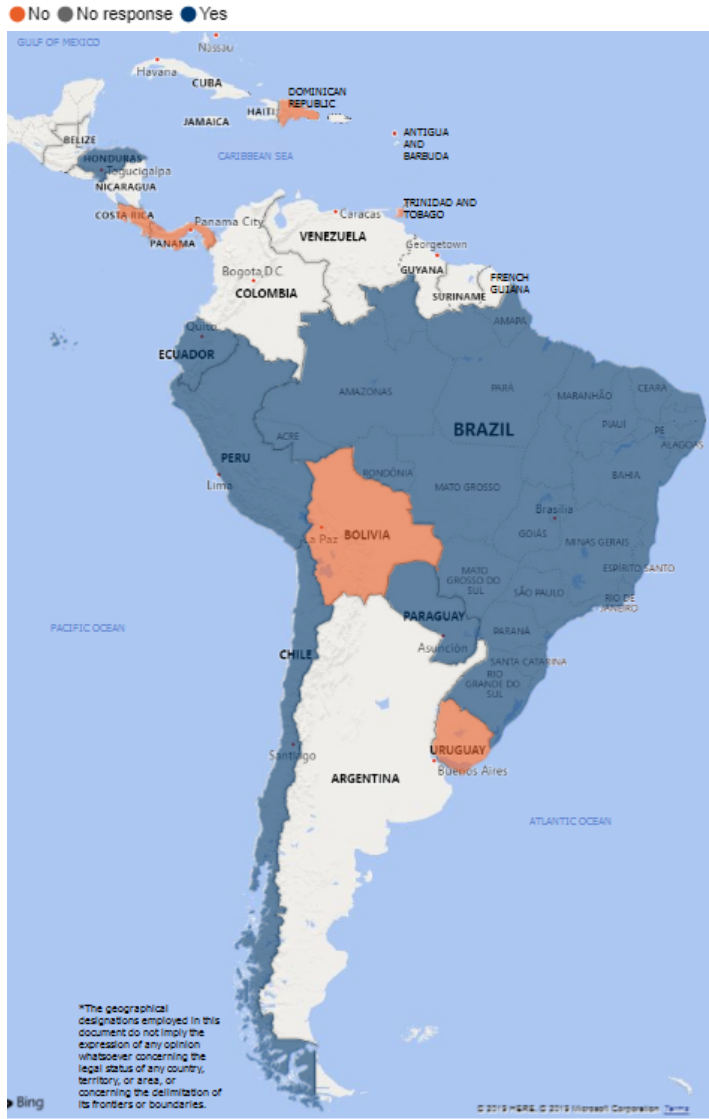 No No response Yes
GULF OF MEXICO
Nassau
Havana
CUBA
DOMINICAN
REPUBLIC
HAITI
JAMAICA
ANTIGUA
AND
BARBUDA
BELIZE
HONDURAS
CARIBBEAN SEA
Tegucigalpa
NICARAGUA
TRINIDAD AND
TOBAGO
COSTA RICA
Panama City
Caracas
PANAMA
VENEZUELA
Georgetown
GUYANA
Bogota, D.C
FRENCH
GUIANA
COLOMBIA
SURINAME
AMAPÁ
Quito
ECUADOR
AMAZONAS
PARÁ
MARANHÃO
CEARA
PIAUÍ
BRAZIL
PE
ACRE
ALAGOAS
PERU
RONDÔNIA
BAHIA
Lima
MATO GROSSO
Brasilia
La Paz
BOLIVIA
GOIÁS
MINAS GERAIS
MATO
GROSSO DO
SUL
ESPÍRITO SANTO
SÃO PAULO
RIO DE
JANEIRO
PARAGUAY
PACIFIC OCEAN
PARANÁ
Asunción
CHILE
SANTA CATARINA
RIO
GRANDE DO
SUL
Santiago
URUGUAY
Buenos Aires
ARGENTINA
ATLANTIC OCEAN
*The geographical
designations employed in this
document do not imply the
expression of any opinion
whatsoever concerning the
legal status of any country,
territory, or area, or
concerning the delimitation of
its frontiers or boundaries.
Bing
© 2019 HERE, © 2019 Microsoft Corporation Terms